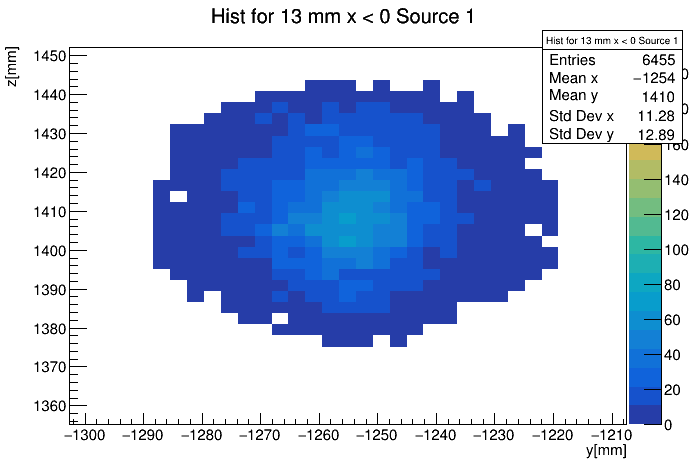 Hist for 13 mm x < 0 Source 1
z[mm]
1450
1440
1430
1420
1410
1400
1390
1380
1370
1360
Hist for 13 mm x < 0 Source 1
Entries 6455
Mean x −1254
Mean y 1410
Std Dev x 11.28
Std Dev y 12.89
160
140
120
100
80
60
40
20
0
−1300 −1290 −1280 −1270 −1260 −1250 −1240 −1230 −1220 −1210
y[mm]